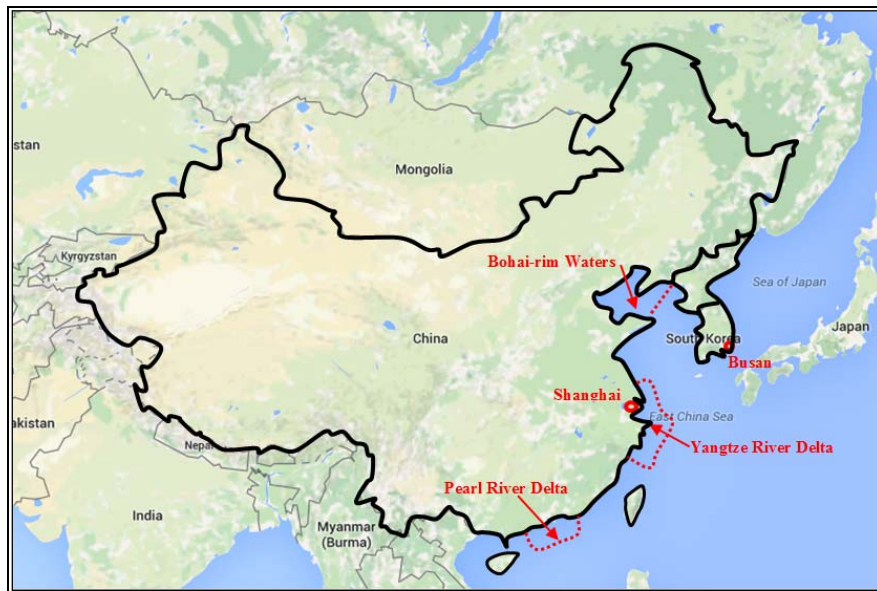 stan
Mongolia
Kyrgyzstan
Bohai-rim Waters
Sea of Japan
China
South Korea
Japan
Busan
Shanghai
East China Sea
akistan
Nepal
Yangtze River Delta
Pearl River Delta
India
Myanmar
(Burma)